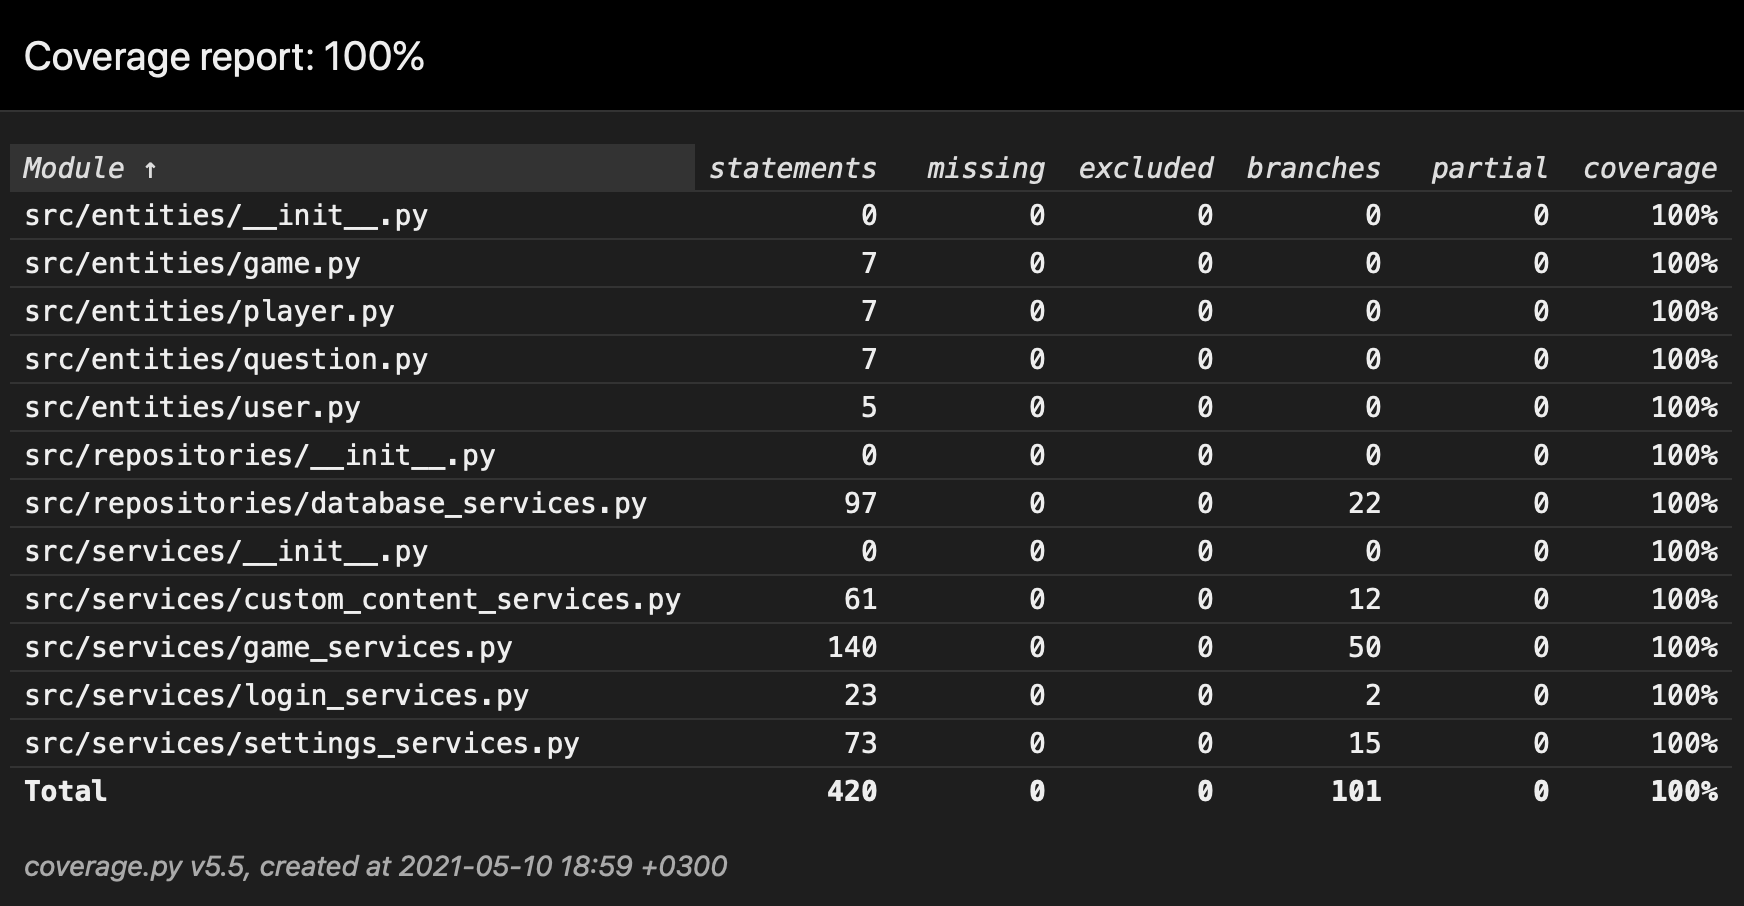 Coverage report: 100%
Module ↑ statements missing excluded branches partial coverage
src/entities/__init__.py 0 0 0 0 0 100%
src/entities/game.py 7 0 0 0 0 100%
src/entities/player.py 7 0 0 0 0 100%
src/entities/question.py 7 0 0 0 0 100%
src/entities/user.py 5 0 0 0 0 100%
src/repositories/__init__.py 0 0 0 0 0 100%
src/repositories/database_services.py 97 0 0 22 0 100%
src/services/__init__.py 0 0 0 0 0 100%
src/services/custom_content_services.py 61 0 0 12 0 100%
src/services/game_services.py 140 0 0 50 0 100%
src/services/login_services.py 23 0 0 2 0 100%
src/services/settings_services.py 73 0 0 15 0 100%
Total 420 0 0 101 0 100%
coverage.py v5.5, created at 2021-05-10 18:59 +0300